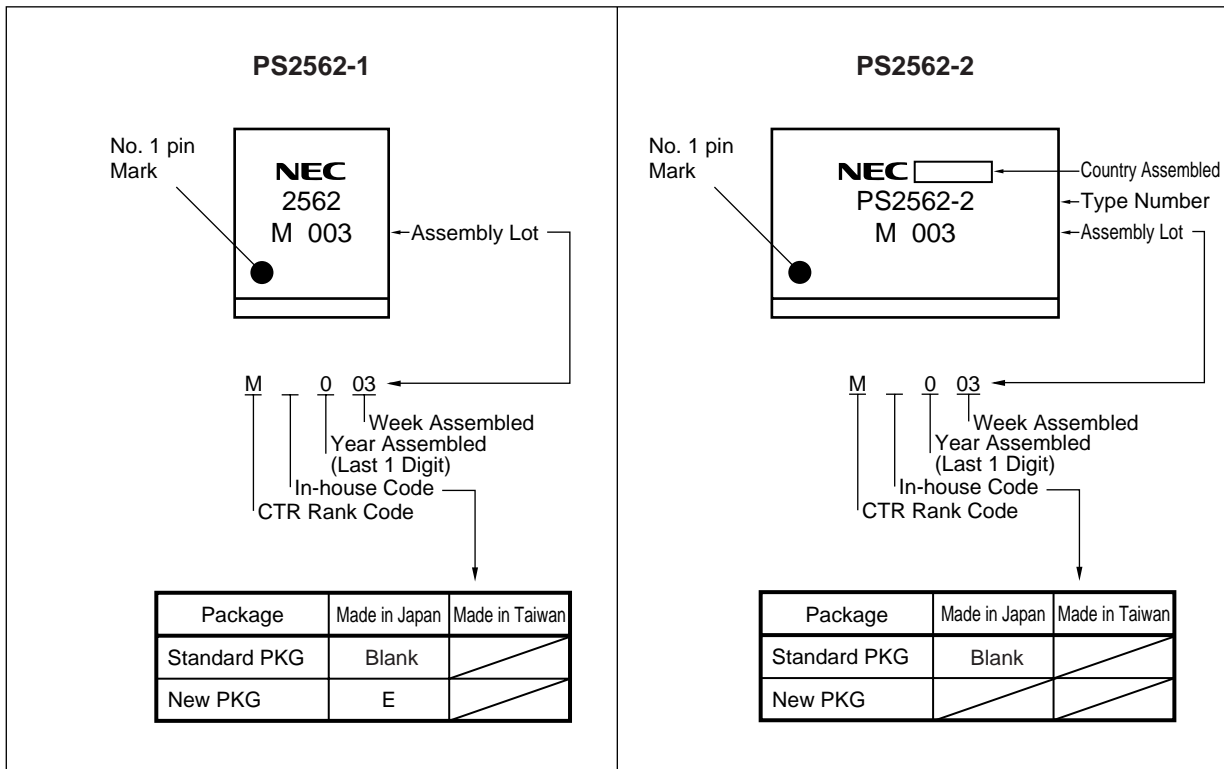 PS2562-1
No. 1 pin
Mark
NEC
2562
M 003
Assembly Lot
M 0 03
Week Assembled
Year Assembled
(Last 1 Digit)
In-house Code
CTR Rank Code
Package Made in Japan Made in Taiwan
Standard PKG Blank
New PKG E
PS2562-2
No. 1 pin
Mark
NEC
Country Assembled
PS2562-2
Type Number
M 003
Assembly Lot
M 0 03
Week Assembled
Year Assembled
(Last 1 Digit)
In-house Code
CTR Rank Code
Package Made in Japan Made in Taiwan
Standard PKG Blank
New PKG